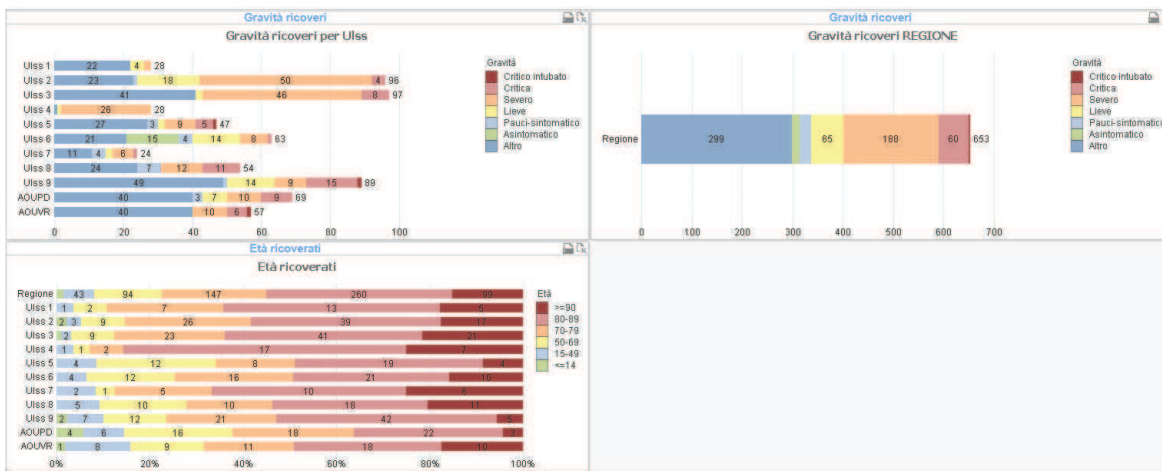 Gravità ricoveri
Gravità ricoveri per Ulss
Ulss 1 22 4 28
Ulss 2 23 18 50 4 96
Ulss 3 41 46 8 97
Ulss 4 26 28
Ulss 5 27 3 9 5 47
Ulss 6 21 15 4 14 8 63
Ulss 7 11 4 6 24
Ulss 8 24 7 12 11 54
Ulss 9 49 14 9 15 89
AOUPD 40 3 7 10 9 69
AOUVR 40 10 6 57
0 20 40 60 80 100
Gravità
Critico intubato
Critica
Severo
Lieve
Pauci-sintomatico
Asintomatico
Altro
Gravità ricoveri
Gravità ricoveri REGIONE
Regione 299 65 188 60 653
0 100 200 300 400 500 600 700
Gravità
Critico intubato
Critica
Severo
Lieve
Pauci-sintomatico
Asintomatico
Altro
Età ricoverati
Età ricoverati
Regione 43 94 147 260 99
Ulss 1 1 2 7 13 5
Ulss 2 2 3 9 26 39 17
Ulss 3 2 9 23 41 21
Ulss 4 1 1 2 17 7
Ulss 5 4 12 8 19 4
Ulss 6 4 12 16 21 10
Ulss 7 2 1 5 10 6
Ulss 8 5 10 10 18 11
Ulss 9 2 7 12 21 42 5
AOUPD 4 6 16 18 22 3
AOUVR 1 8 9 11 18 10
0% 20% 40% 60% 80% 100%
Età
>=90
80-89
70-79
50-69
15-49
<=14